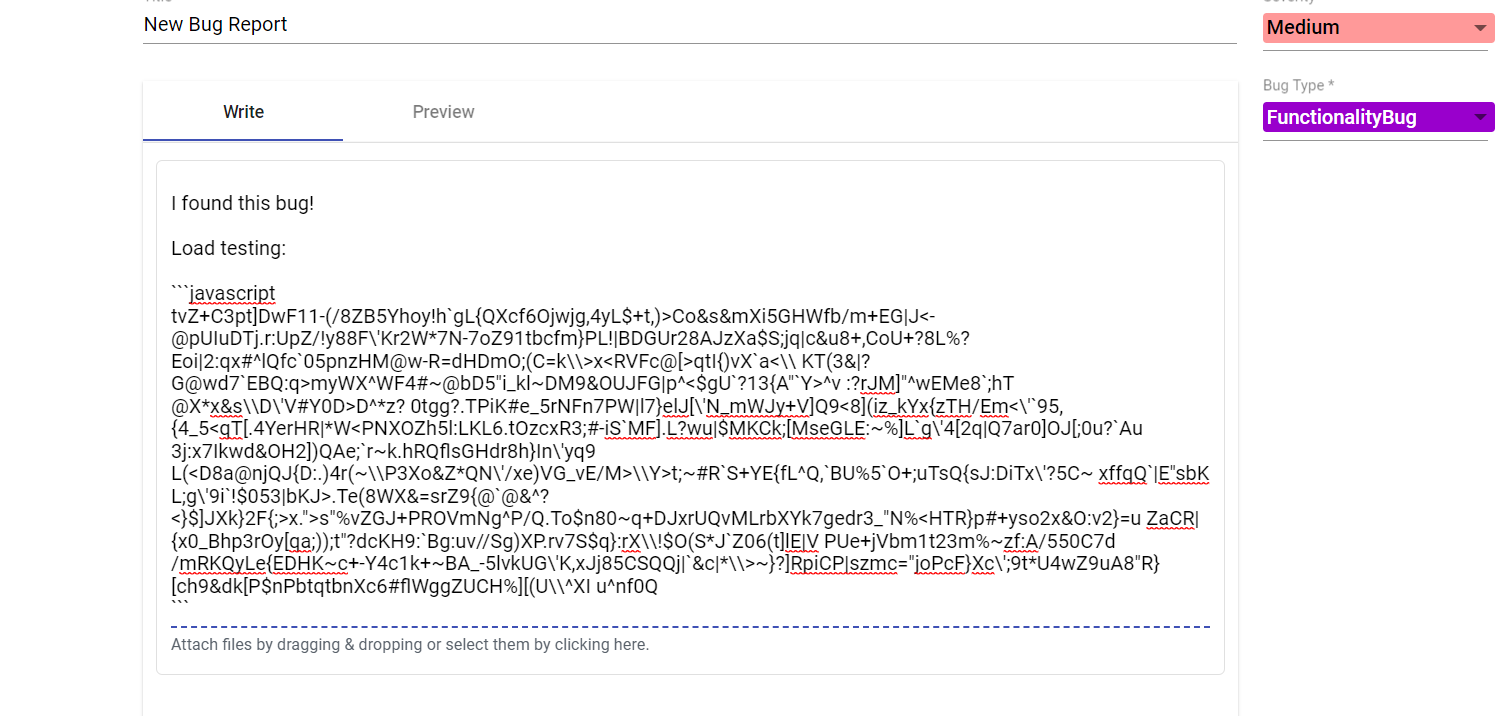 New Bug Report
Medium
Bug Type *
FunctionalityBug
Write
Preview
I found this bug!
Load testing:
```javascript
tvZ+C3pt]DwF11-(/8ZB5Yhoy!h`gL{QXcf6Ojwjg,4yL$+t,)>Co&s&mXi5GHWfb/m+EG|J<-
@pUIuDTj.r:UpZ/!y88F\'Kr2W*7N-7oZ91tbcfm}PL!|BDGUr28AJzXa$S;jq|c&u8+,CoU+?8L%?
Eoi|2:qx#^lQfc`05pnzHM@w-R=dHDmO;(C=k\\>x<RVFc@[>qtI{)vX`a<\\ KT(3&|?
G@wd7`EBQ:q>myWX^WF4#~@bD5"i_kl~DM9&OUJFG|p^<$gU`?13{A"`Y>^v :?rJM]"^wEMe8`;hT
@X*x&s\\D\'V#Y0D>D^*z? 0tgg?.TPiK#e_5rNFn7PW|l7}elJ[\'N_mWJy+V]Q9<8](iz_kYx{zTH/Em<\'`95,
{4_5<qT[.4YerHR|*W<PNXOZh5l:LKL6.tOzcxR3;#-iS`MF].L?wu|$MKCk;[MseGLE:~%]L`g\'4[2q|Q7ar0]OJ[;0u?`Au
3j:x7lkwd&OH2])QAe;`r~k.hRQflsGHdr8h}In\'yq9
L(<D8a@njQJ{D:.)4r(~\\P3Xo&Z*QN\'/xe)VG_vE/M>\\Y>t;~#R`S+YE{fL^Q,`BU%5`O+;uTsQ{sJ:DiTx\'?5C~ xffqQ`|E"sbK
L;g\'9i`!$053|bKJ>.Te(8WX&=srZ9{@`@&^?
<}$]JXk}2F{;>x.">s"%vZGJ+PROVmNg^P/Q.To$n80~q+DJxrUQvMLrbXYk7gedr3_"N%<HTR}p#+yso2x&O:v2}=u ZaCR|
{x0_Bhp3rOy[ga;));t"?dcKH9:`Bg:uv//Sg)XP.rv7S$q}:rX\\!$O(S*J`Z06(t]lE|V PUe+jVbm1t23m%~zf:A/550C7d
/mRKQyLe{EDHK~c+-Y4c1k+~BA_-5IvkUG\'K,xJj85CSQQj|`&c|*\\>~}?]RpiCP|szmc="joPcF}Xc\';9t*U4wZ9uA8"R}
[ch9&dk[P$nPbtqtbnXc6#flWggZUCH%][(U\\^XI u^nf0Q
```
Attach files by dragging & dropping or select them by clicking here.